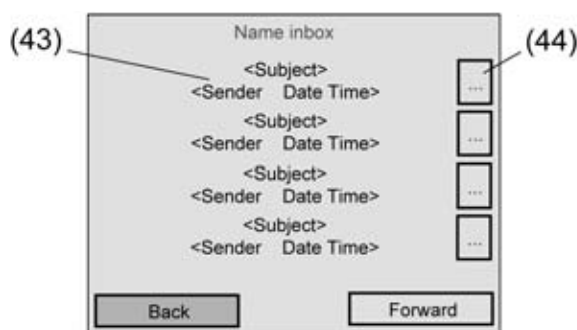 (43)
(44)
Name inbox
<Subject>
<Sender Date Time>
...
<Subject>
<Sender Date Time>
...
<Subject>
<Sender Date Time>
...
<Subject>
<Sender Date Time>
...
Back
Forward